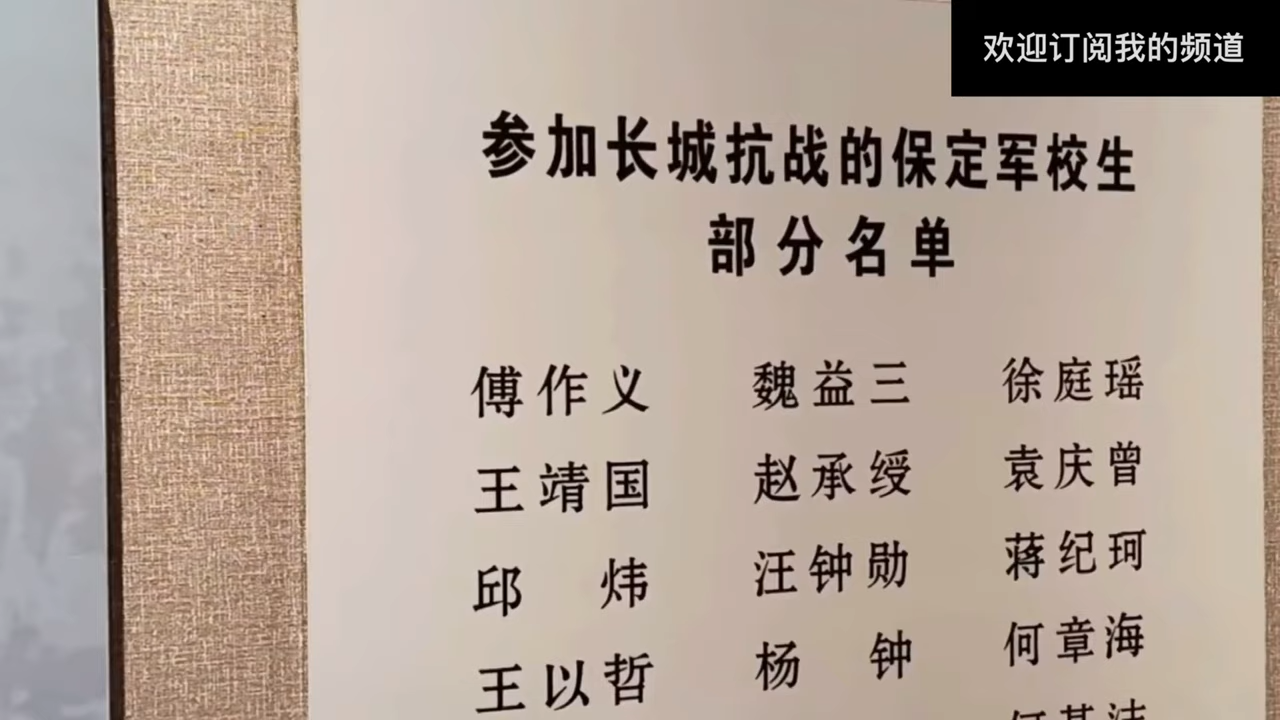 欢迎订阅我的频道
参加长城抗战的保定军校生
部分名单
傅作义 魏益三 徐庭瑶
王靖国 赵承绶 袁庆曾
邱 炜 汪钟勋 蒋纪珂
王以哲 杨 钟 何章海